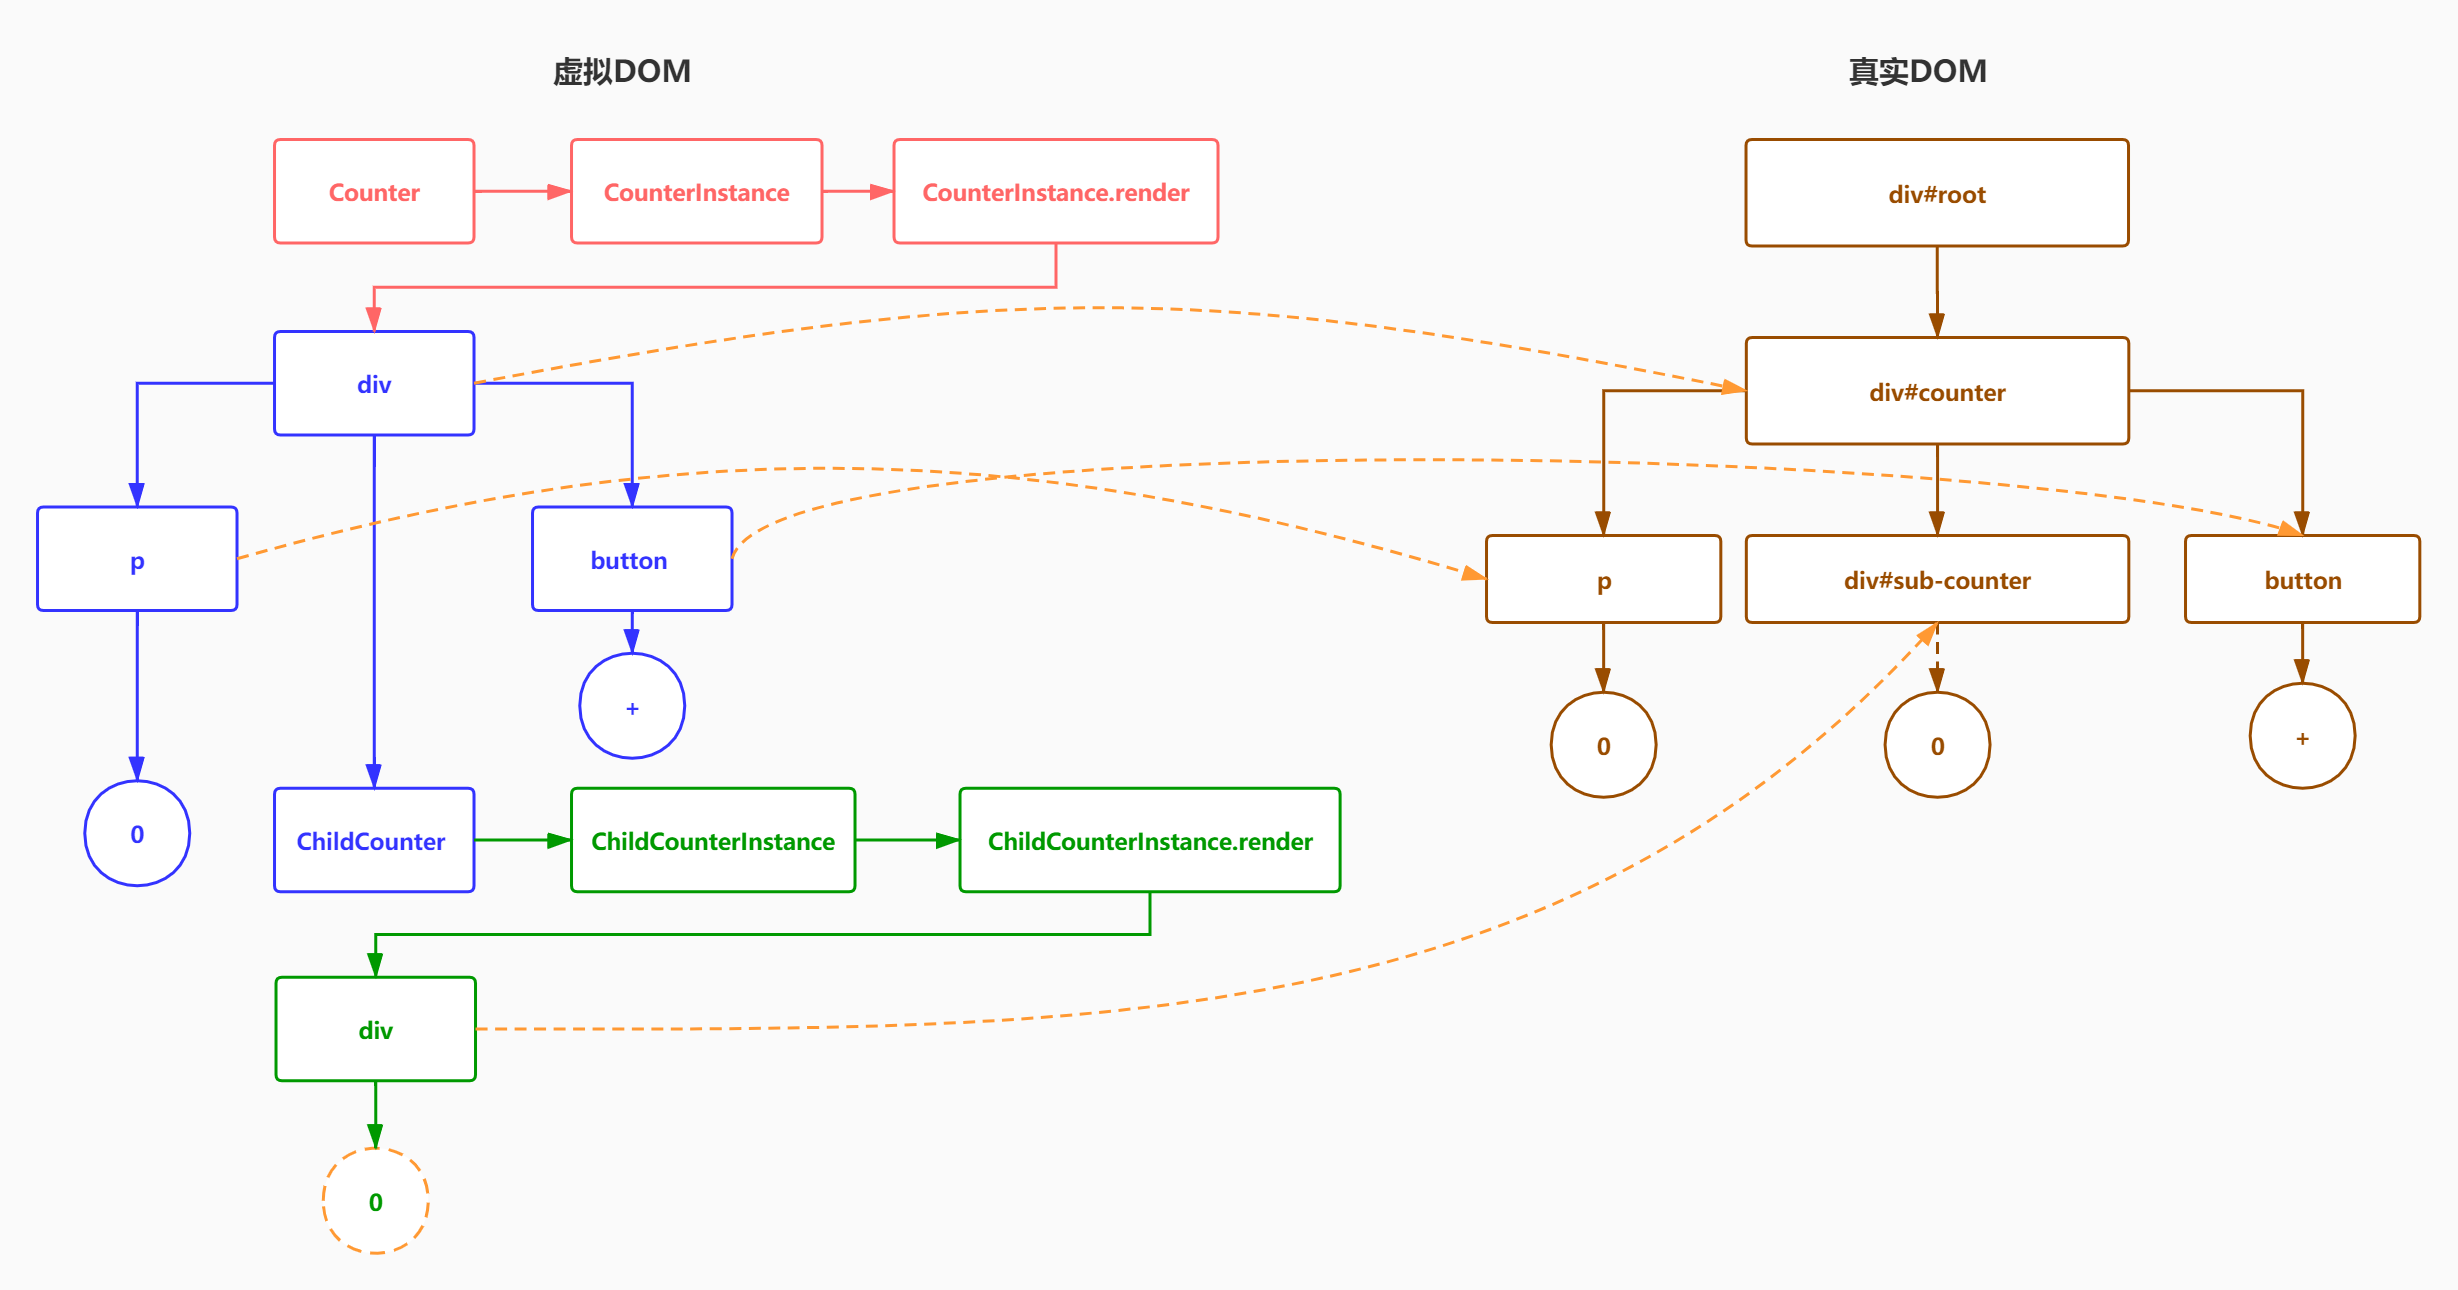 虚拟DOM
真实DOM
Counter
CounterInstance
CounterInstance.render
div#root
div
div#counter
p
button
p
div#sub-counter
button
+
0
0
+
0
ChildCounter
ChildCounterInstance
ChildCounterInstance.render
div
0